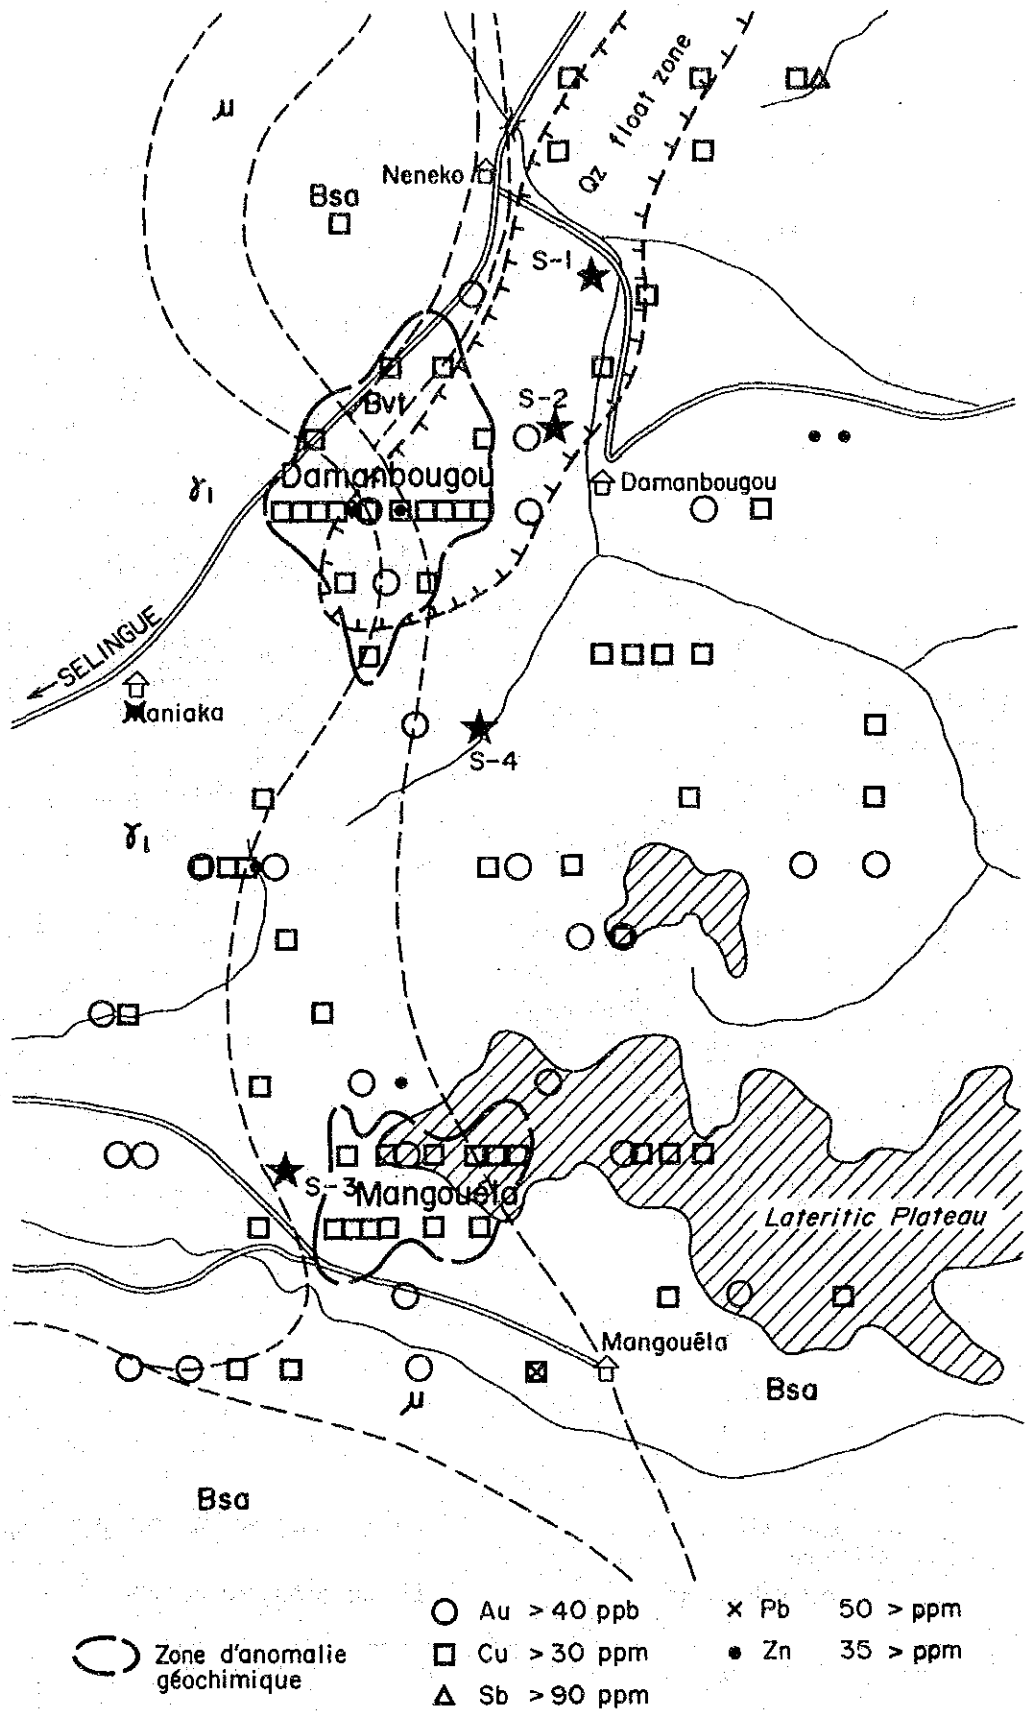 μ
Qz float zone
Neneko
Bsa
S-1
Bvt
S-2
Damanbougou
γ1
Damanbougou
← SELINGUE
Maniaka
S-4
γ1
S-3
Mangouêla
Lateritic Plateau
Mangouêla
Bsa
μ
Bsa
Zone d'anomalie
géochimique
Au > 40 ppb
Cu > 30 ppm
Sb > 90 ppm
Pb 50 > ppm
Zn 35 > ppm